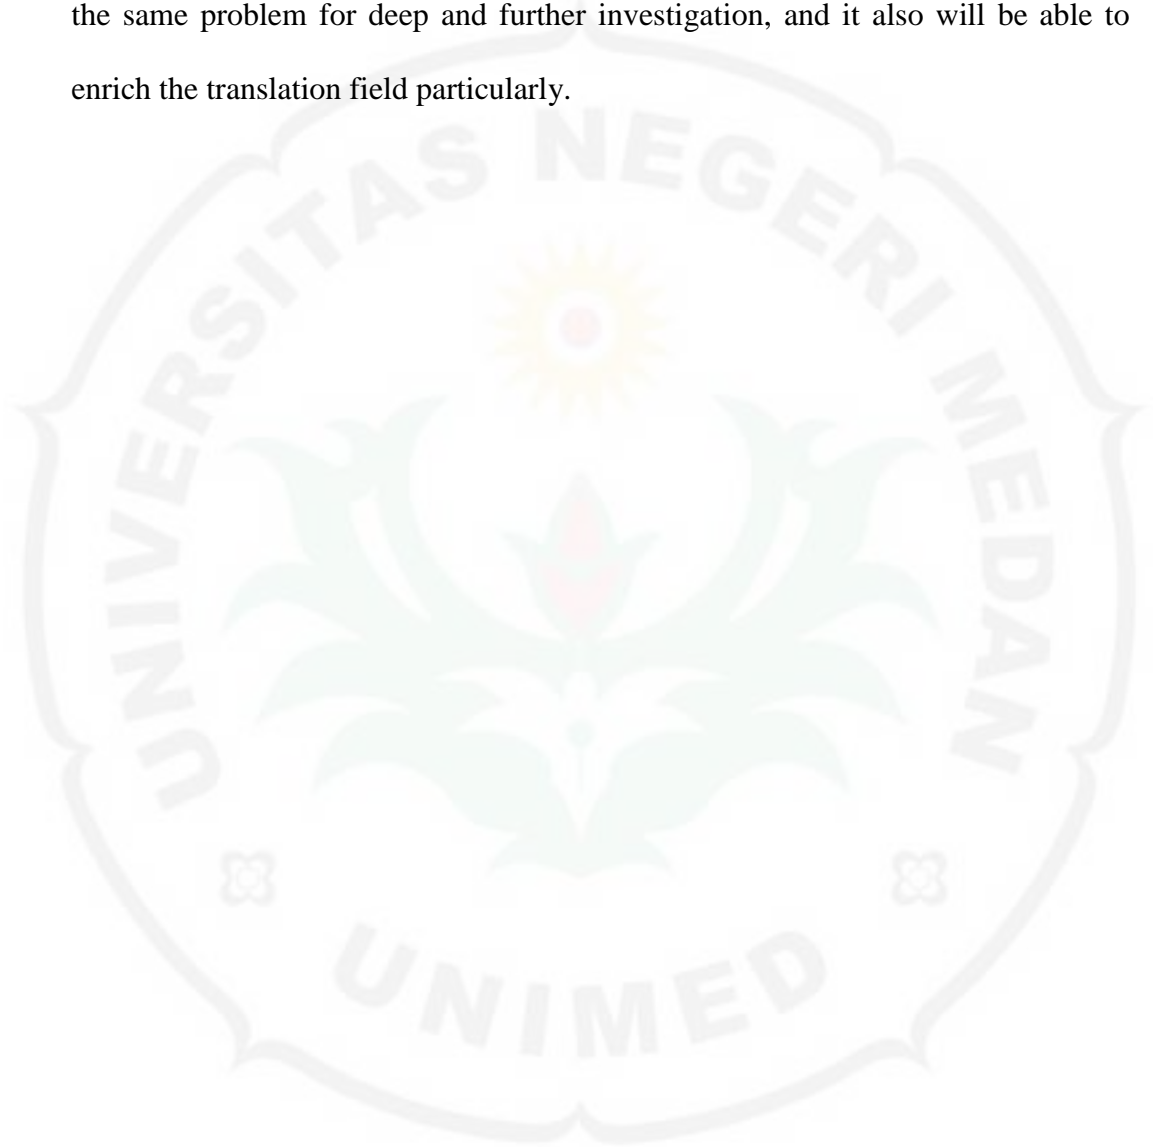 the same problem for deep and further investigation, and it also will be able to
enrich the translation field particularly.
UNIVERSITAS NEGERI MEDAN
UNIMED